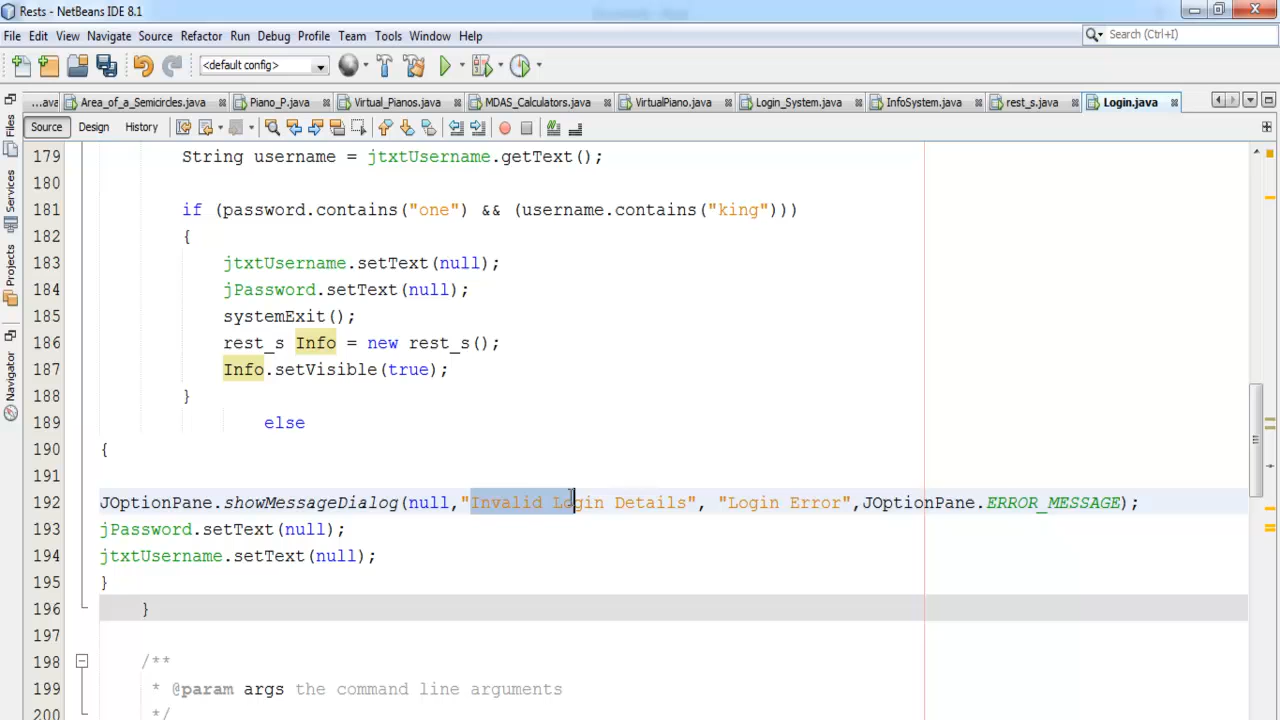 Rests - NetBeans IDE 8.1
File Edit View Navigate Source Refactor Run Debug Profile Team Tools Window Help
Search (Ctrl+I)
<default config>
...ava Area_of_a_Semicirdes.java Piano_P.java Virtual_Pianos.java MDAS_Calculators.java VirtualPiano.java Login_System.java InfoSystem.java rest_s.java Login.java
Source Design History
Files
Services
Projects
Navigator
179 String username = jtxtUsername.getText();
180
181 if (password.contains("one") && (username.contains("king")))
182 {
183 jtxtUsername.setText(null);
184 jPassword.setText(null);
185 systemExit();
186 rest_s Info = new rest_s();
187 Info.setVisible(true);
188 }
189 else
190 {
191
192 JOptionPane.showMessageDialog(null,"Invalid Login Details", "Login Error",JOptionPane.ERROR_MESSAGE);
193 jPassword.setText(null);
194 jtxtUsername.setText(null);
195 }
196 }
197
198 /**
199 * @param args the command line arguments
200 */